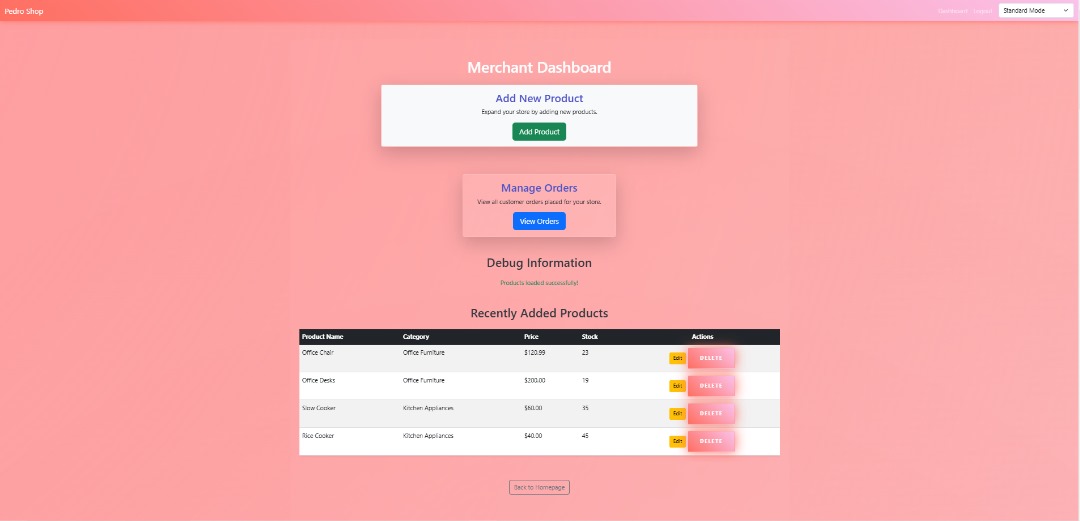 Pedro Shop
Dashboard Logout Standard Mode
Merchant Dashboard
Add New Product
Expand your store by adding new products.
Add Product
Manage Orders
View all customer orders placed for your store.
View Orders
Debug Information
Products loaded successfully!
Recently Added Products
Product Name Category Price Stock Actions
Office Chair Office Furniture $120.99 23 Edit DELETE
Office Desks Office Furniture $200.00 19 Edit DELETE
Slow Cooker Kitchen Appliances $60.00 35 Edit DELETE
Rice Cooker Kitchen Appliances $40.00 45 Edit DELETE
Back to Homepage